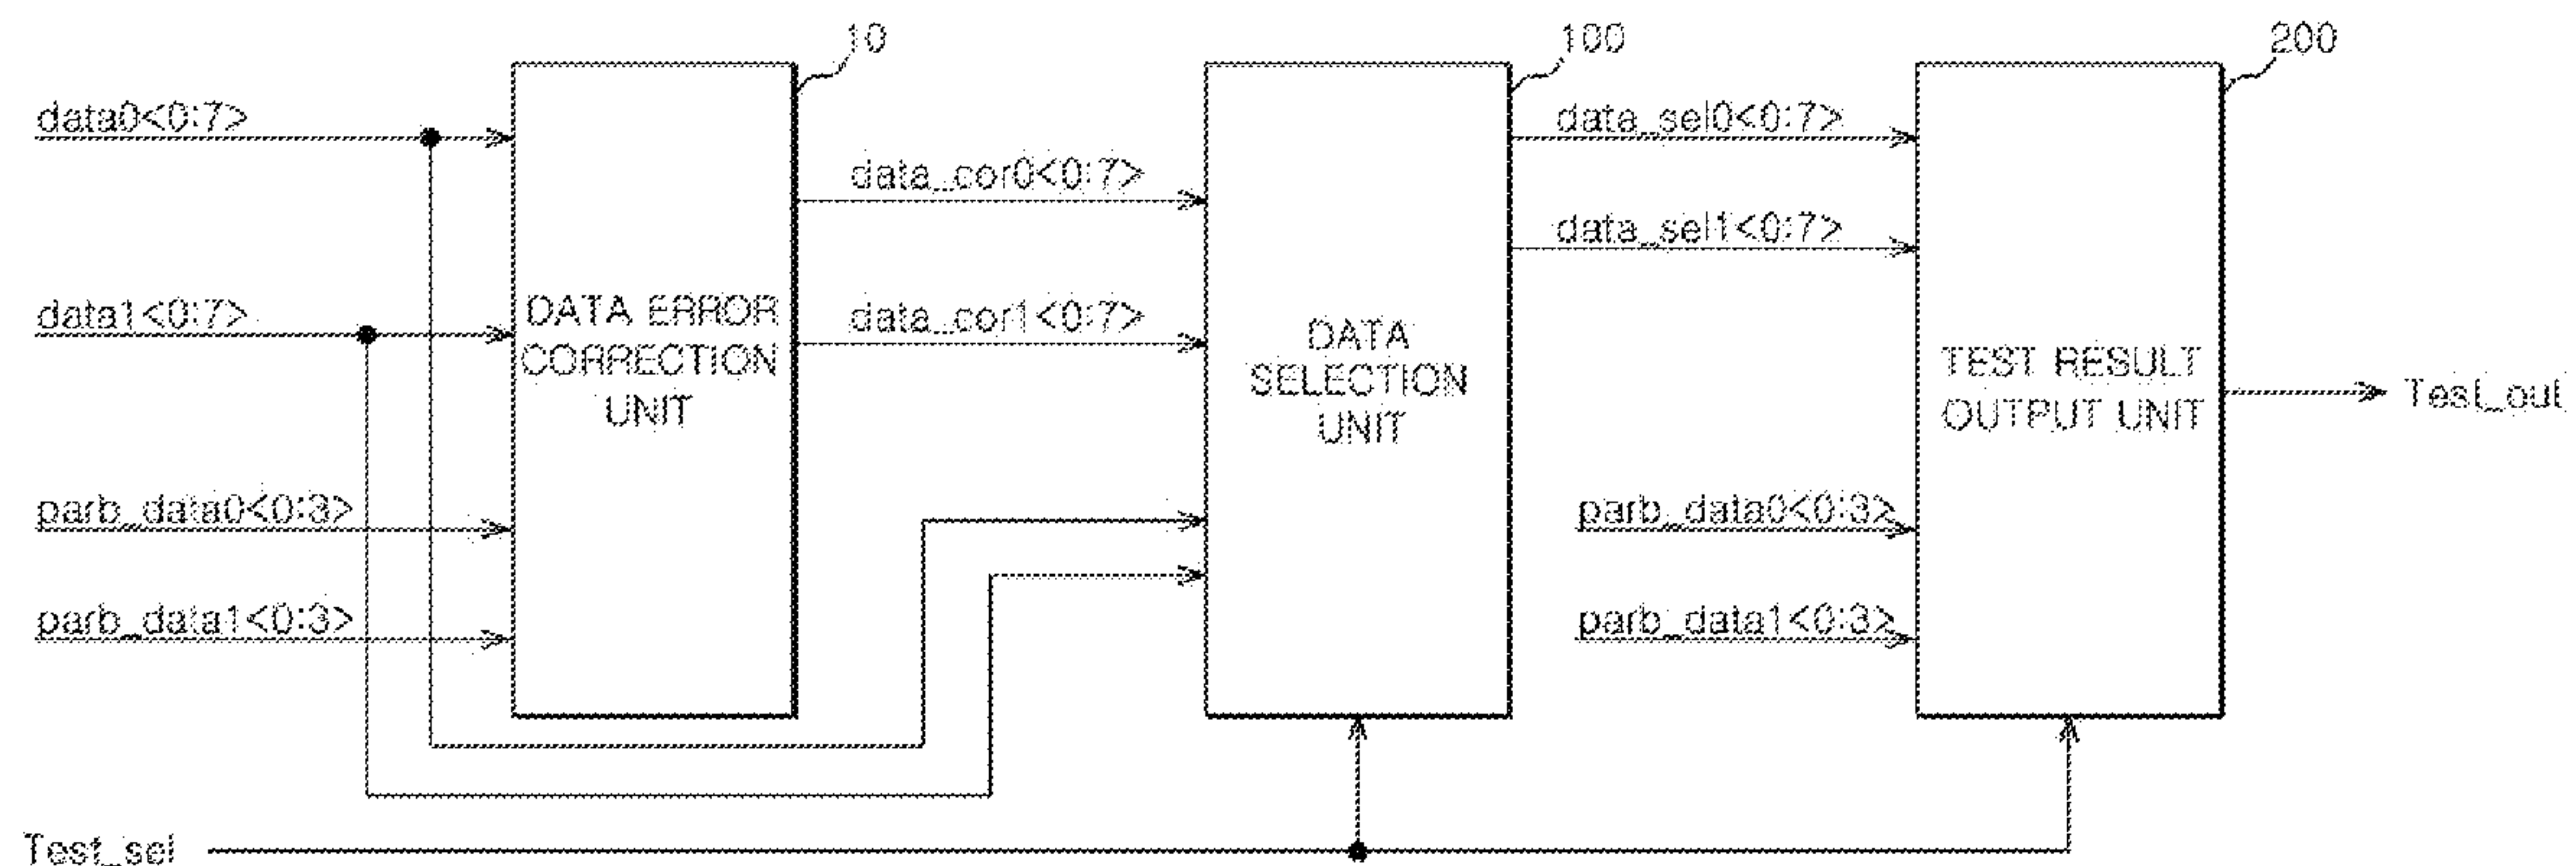 10
100
200
data0<0:7>
data_sel0<0:7>
data_cor0<0:7>
data_sel1<0:7>
data1<0:7>
DATA ERROR
CORRECTION
UNIT
data_cor1<0:7>
DATA
SELECTION
UNIT
TEST RESULT
OUTPUT UNIT
Test_out
parb_data0<0:3>
parb_data0<0:3>
parb_data1<0:3>
parb_data1<0:3>
Test_sel